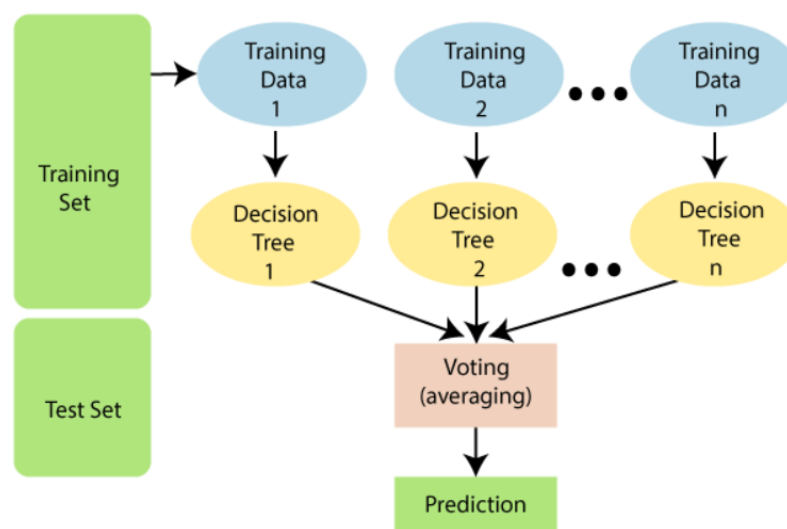 Training
Set
Test Set
Training
Data
1
Training
Data
2
Training
Data
n
Decision
Tree
1
Decision
Tree
2
Decision
Tree
n
Voting
(averaging)
Prediction